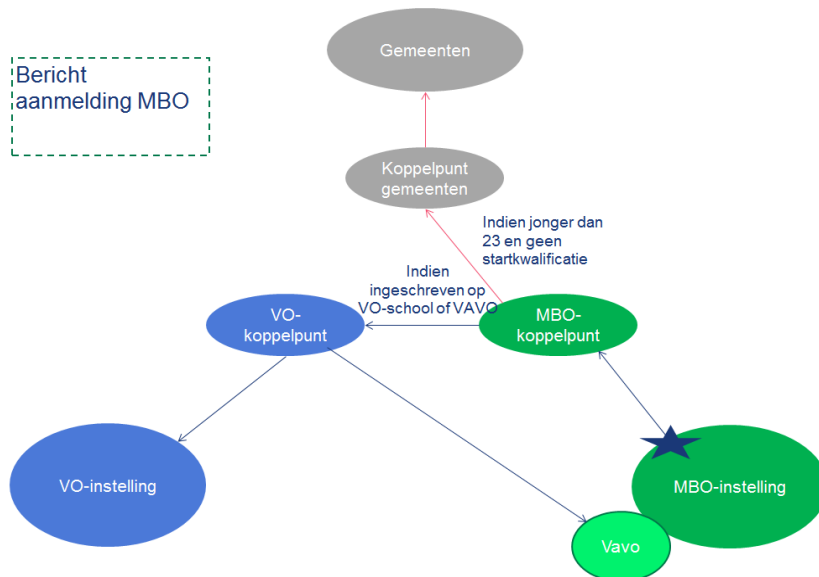 Gemeenten
Bericht
aanmelding MBO
Koppelpunt
gemeenten
Indien jonger dan
23 en geen
startkwalificatie
Indien
ingeschreven op
VO-school of VAVO
VO-
koppelpunt
MBO-
koppelpunt
VO-instelling
MBO-instelling
Vavo